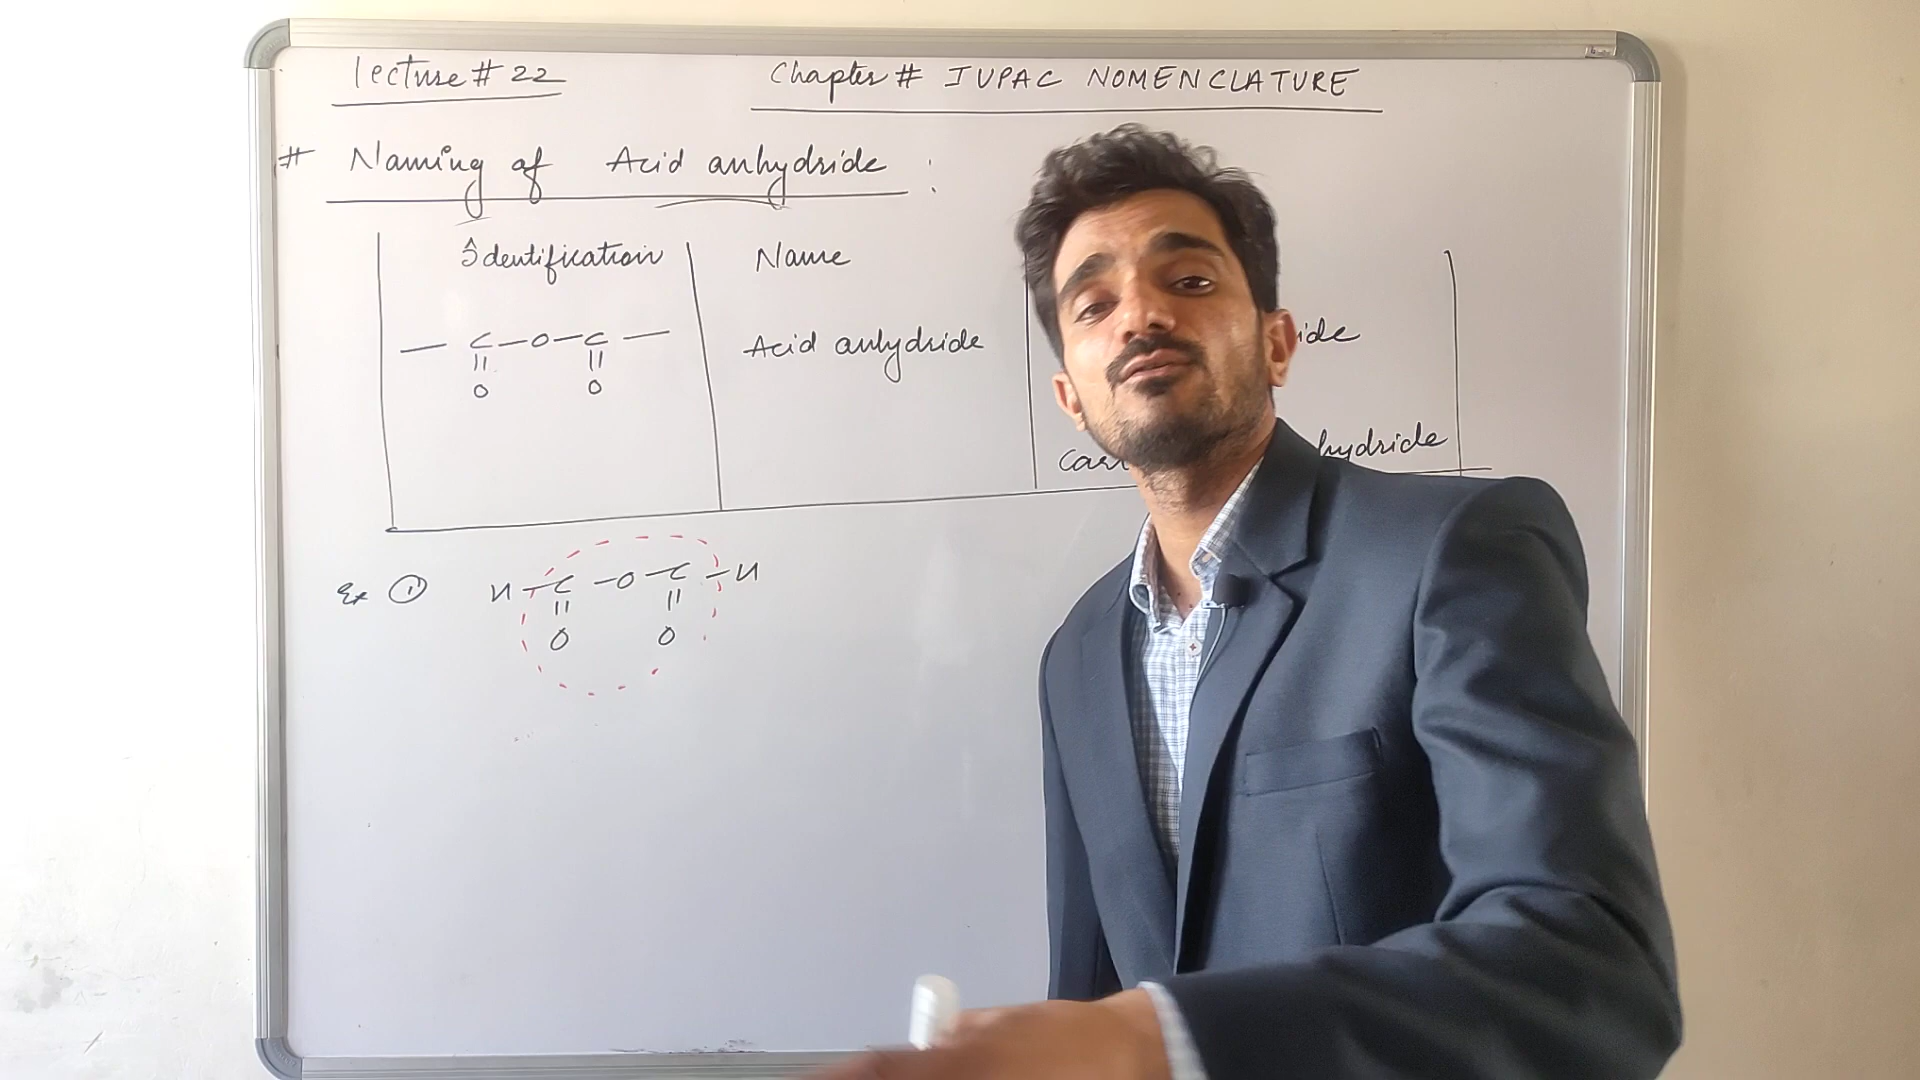 Lecture # 22
Chapter # IUPAC NOMENCLATURE
# Naming of Acid anhydride :
Identification
Name
— C — O — C —
|| ||
O O
Acid anhydride
ide
hydride
Ex ①
H — C — O — C — H
|| ||
O O